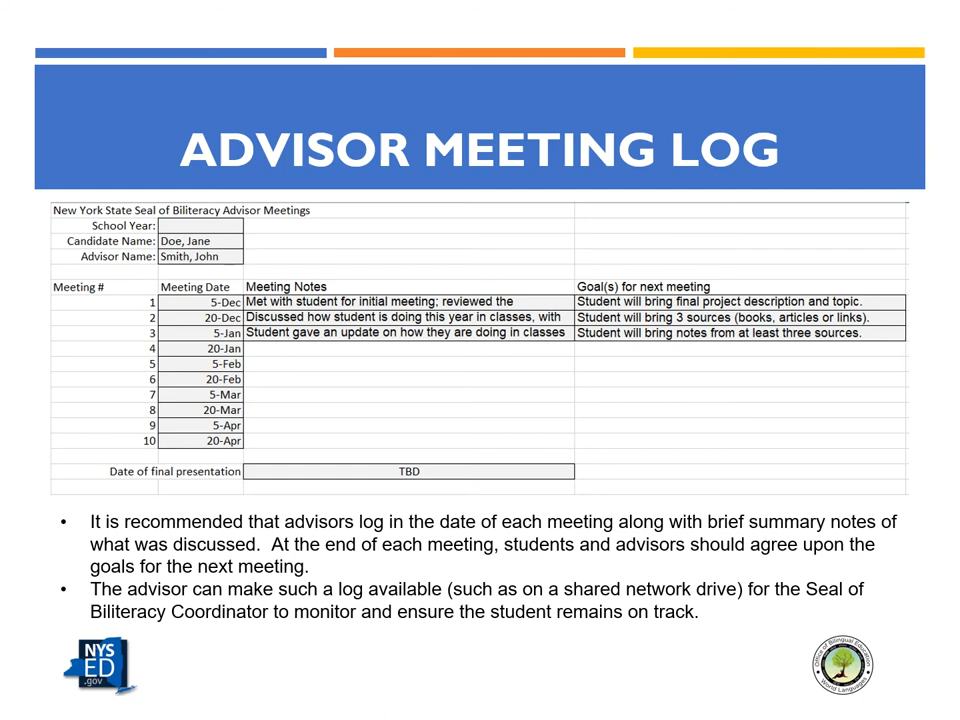 ADVISOR MEETING LOG
New York State Seal of Biliteracy Advisor Meetings
School Year:
Candidate Name: Doe, Jane
Advisor Name: Smith, John
Meeting # Meeting Date Meeting Notes Goal(s) for next meeting
1 5-Dec Met with student for initial meeting; reviewed the Student will bring final project description and topic.
2 20-Dec Discussed how student is doing this year in classes, with Student will bring 3 sources (books, articles or links).
3 5-Jan Student gave an update on how they are doing in classes Student will bring notes from at least three sources.
4 20-Jan
5 5-Feb
6 20-Feb
7 5-Mar
8 20-Mar
9 5-Apr
10 20-Apr
Date of final presentation TBD
• It is recommended that advisors log in the date of each meeting along with brief summary notes of
what was discussed. At the end of each meeting, students and advisors should agree upon the
goals for the next meeting.
• The advisor can make such a log available (such as on a shared network drive) for the Seal of
Biliteracy Coordinator to monitor and ensure the student remains on track.
NYS
ED
.gov
Office of Bilingual Education
World Languages